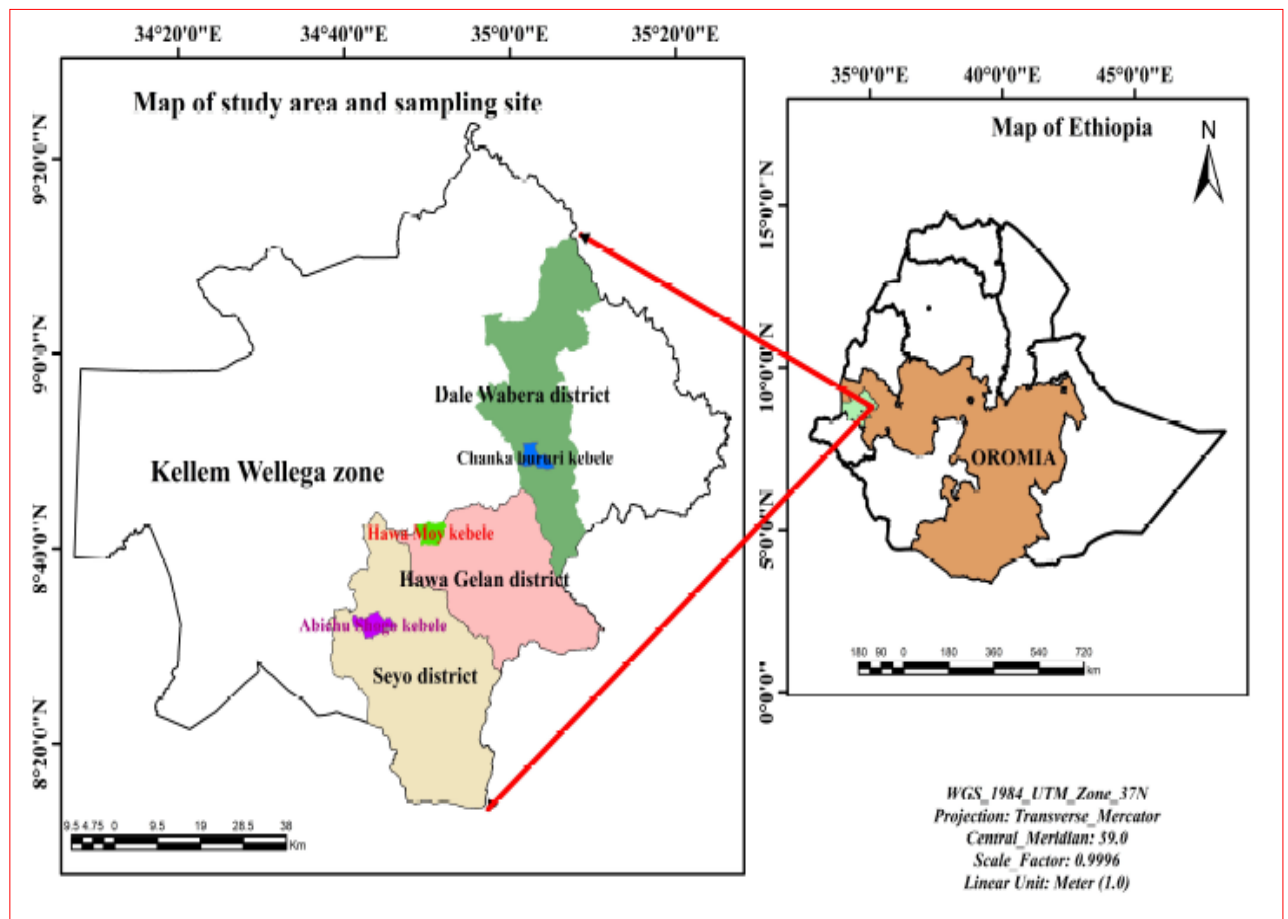 34°20'0"E 34°40'0"E 35°0'0"E 35°20'0"E
Map of study area and sampling site
9°20'0"N
9°0'0"N
8°40'0"N
8°20'0"N
Dale Wabera district
Chanka bururi kebele
Kellem Wellega zone
Hawa Moy kebele
Hawa Gelan district
Abichu kebele
Seyo district
9.5 4.75 0 9.5 19 28.5 38
Km
35°0'0"E 40°0'0"E 45°0'0"E
Map of Ethiopia
N
15°0'0"N
10°0'0"N
5°0'0"N
0°0'0"N
OROMIA
180 90 0 180 360 540 720
km
WGS_1984_UTM_Zone_37N
Projection: Transverse_Mercator
Central_Meridian:
Scale_Factor: 0.9996
Linear Unit: Meter (1.0)